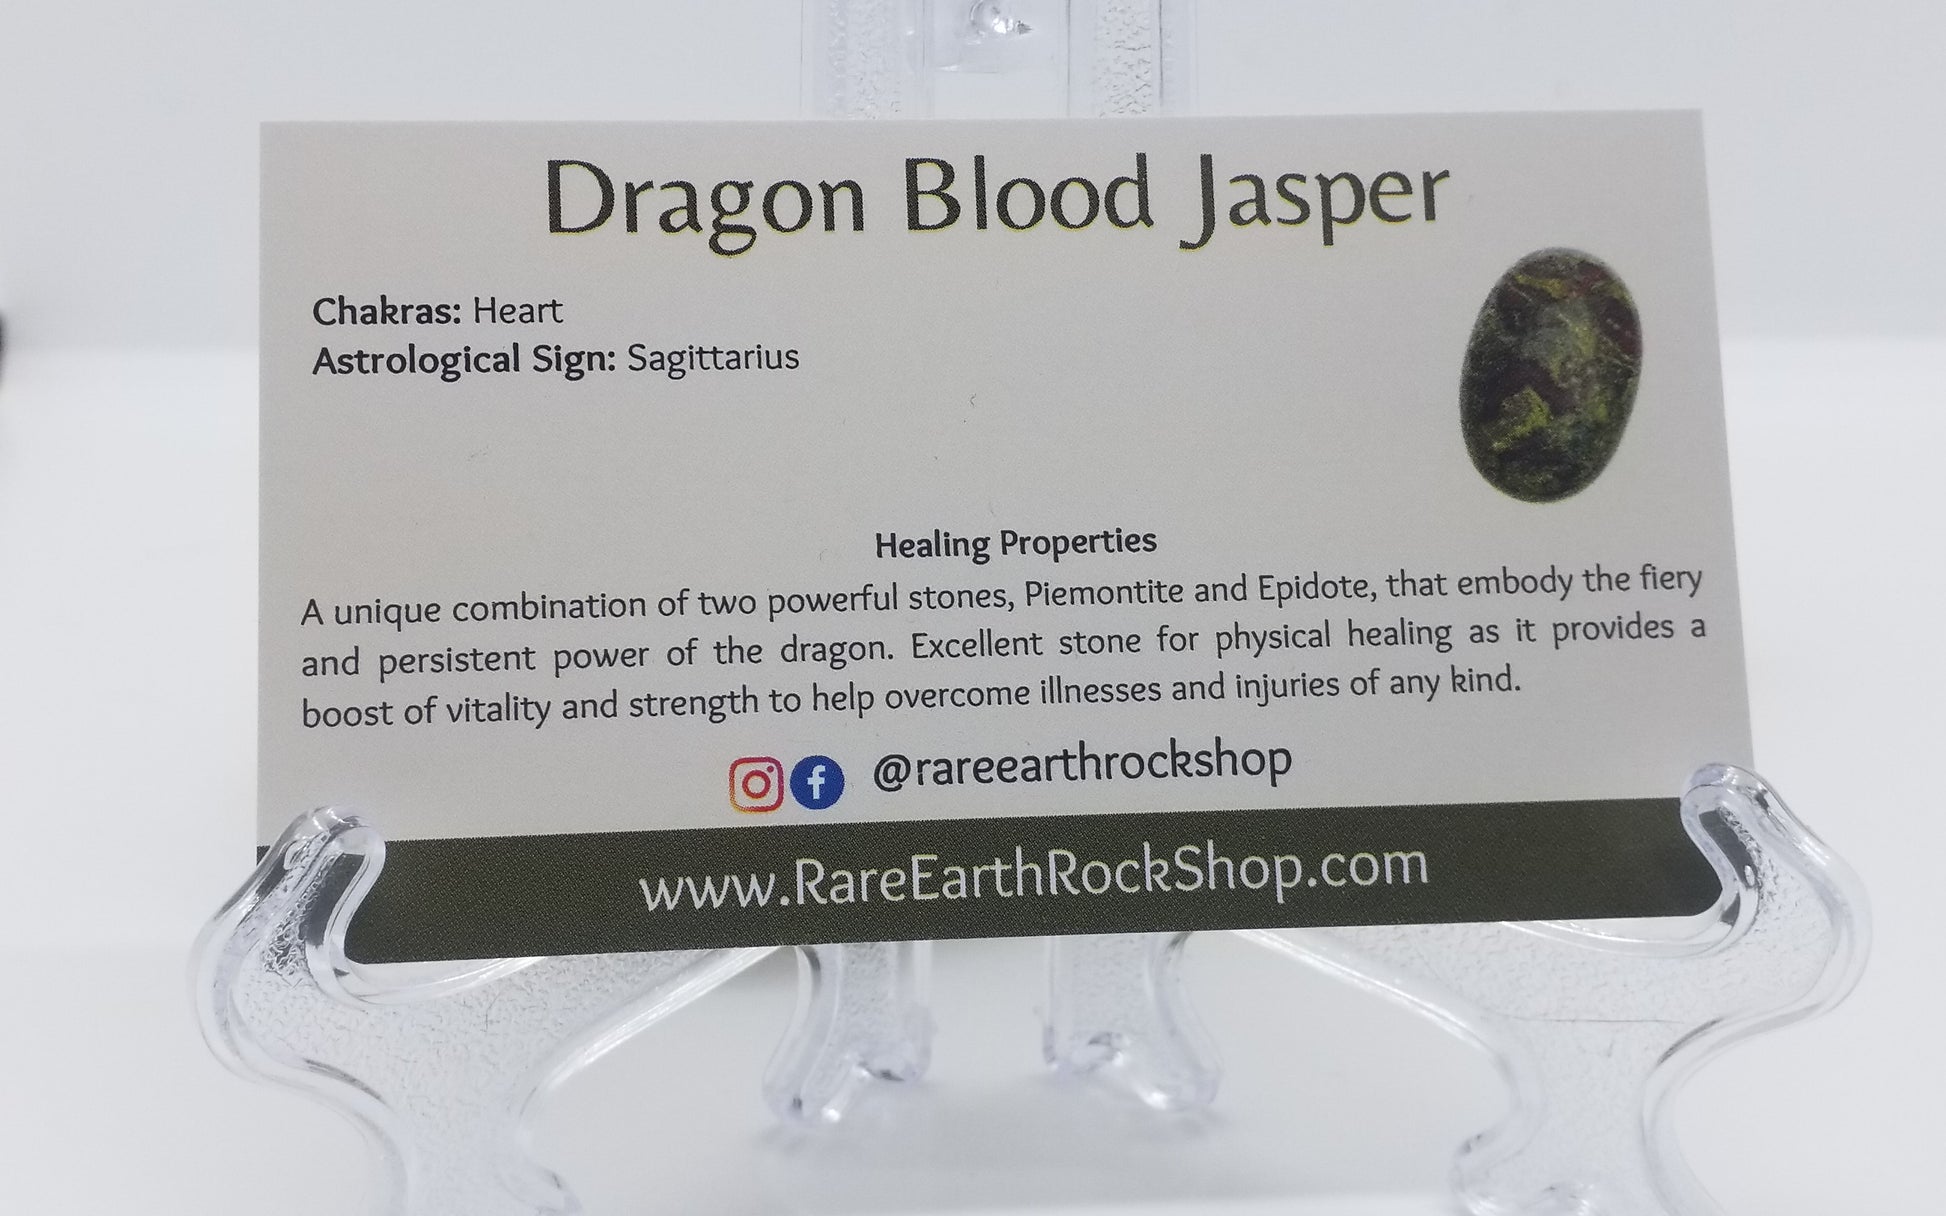 Dragon Blood Jasper
Chakras: Heart
Astrological Sign: Sagittarius
Healing Properties
A unique combination of two powerful stones, Piemontite and Epidote, that embody the fiery
and persistent power of the dragon. Excellent stone for physical healing as it provides a
boost of vitality and strength to help overcome illnesses and injuries of any kind.
@rareearthrockshop
www.RareEarthRockShop.com